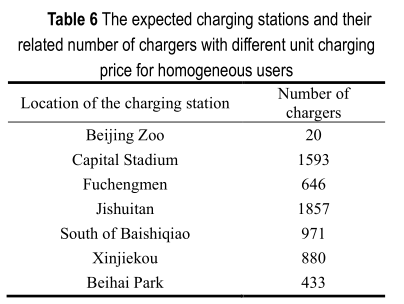 Table 6 The expected charging stations and their
related number of chargers with different unit charging
price for homogeneous users
Location of the charging station Number of chargers
Beijing Zoo 20
Capital Stadium 1593
Fuchengmen 646
Jishuitan 1857
South of Baishiqiao 971
Xinjiekou 880
Beihai Park 433